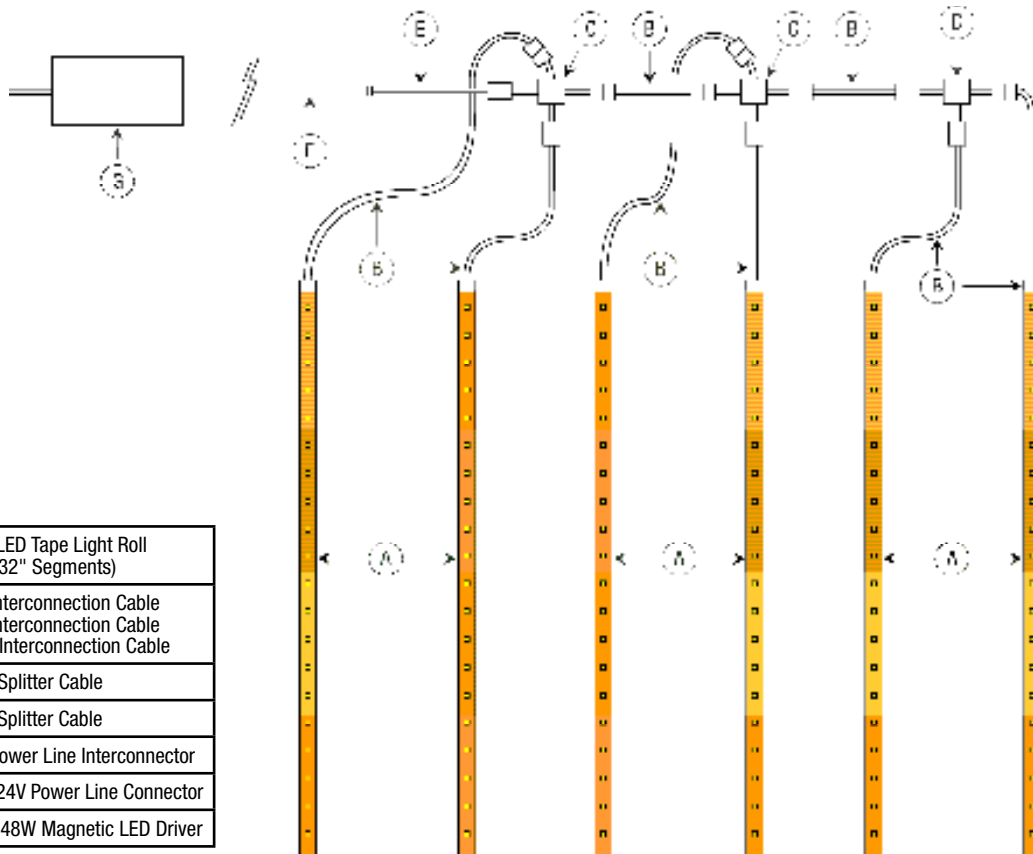 E
C
B
C
B
D
G
F
B
B
B
A
A
A
LED Tape Light Roll
32" Segments)
nterconnection Cable
nterconnection Cable
Interconnection Cable
Splitter Cable
Splitter Cable
ower Line Interconnector
24V Power Line Connector
48W Magnetic LED Driver